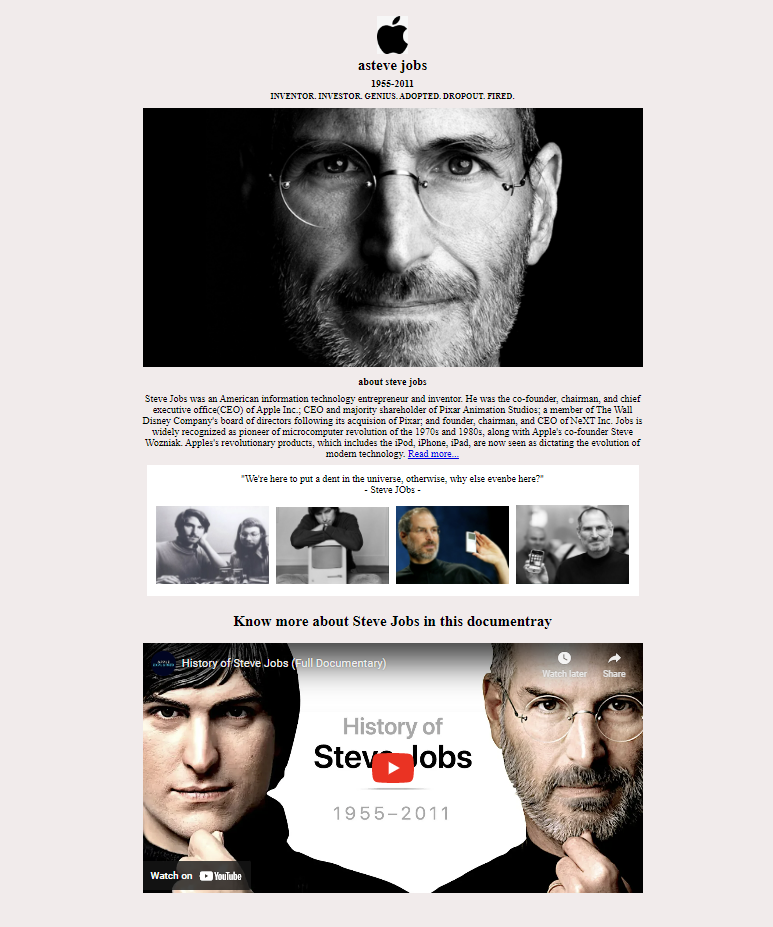 asteve jobs
1955-2011
INVENTOR. INVESTOR. GENIUS. ADOPTED. DROPOUT. FIRED.
about steve jobs
Steve Jobs was an American information technology entrepreneur and inventor. He was the co-founder, chairman, and chief
executive office(CEO) of Apple Inc.; CEO and majority shareholder of Pixar Animation Studios; a member of The Wall
Disney Company's board of directors following its acquision of Pixar; and founder, chairman, and CEO of NeXT Inc. Jobs is
widely recognized as pioneer of microcomputer revolution of the 1970s and 1980s, along with Apple's co-founder Steve
Wozniak. Apples's revolutionary products, which includes the iPod, iPhone, iPad, are now seen as dictating the evolution of
modern technology. Read more...
"We're here to put a dent in the universe, otherwise, why else evenbe here?"
- Steve JObs -
Know more about Steve Jobs in this documentray
APPLE
EXPLAINED
History of Steve Jobs (Full Documentary)
Watch later
Share
History of
Steve Jobs
1955–2011
Watch on YouTube